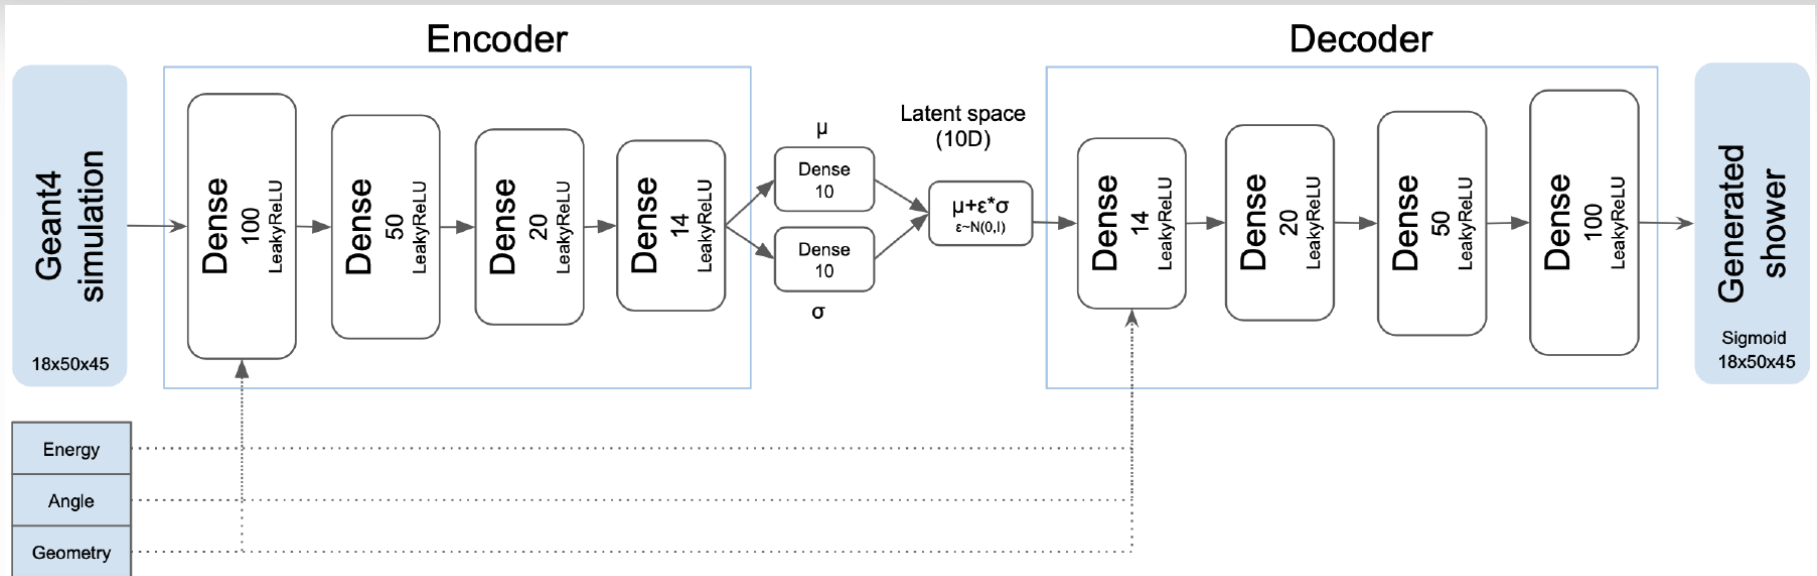 Encoder
Decoder
Geant4
simulation
18x50x45
Dense
100
LeakyReLU
Dense
50
LeakyReLU
Dense
20
LeakyReLU
Dense
14
LeakyReLU
μ
Dense
10
Dense
10
σ
Latent space
(10D)
μ+ε*σ
ε~N(0,I)
Dense
14
LeakyReLU
Dense
20
LeakyReLU
Dense
50
LeakyReLU
Dense
100
LeakyReLU
Generated
shower
Sigmoid
18x50x45
Energy
Angle
Geometry